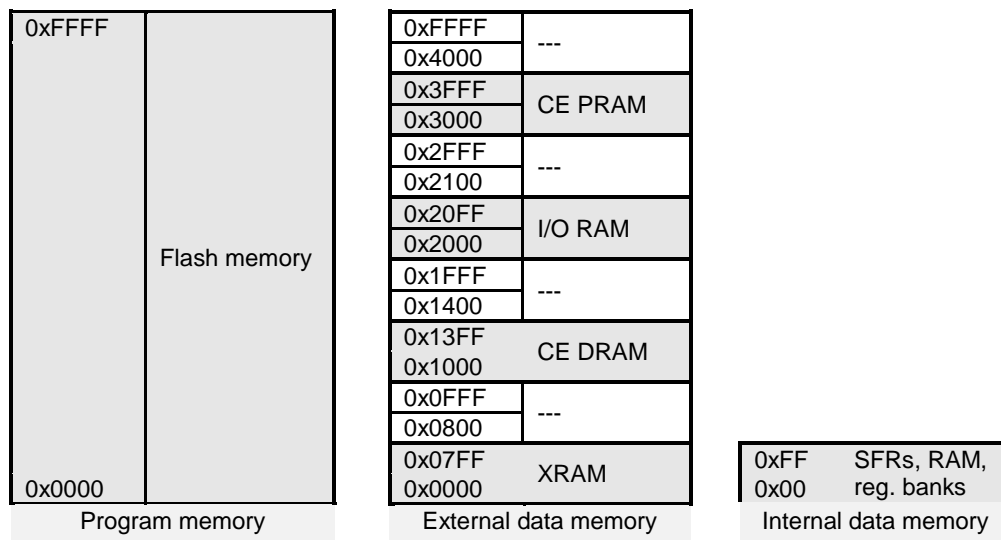 0xFFFF
Flash memory
0x0000
Program memory
0xFFFF
---
0x4000
0x3FFF
CE PRAM
0x3000
0x2FFF
---
0x2100
0x20FF
I/O RAM
0x2000
0x1FFF
---
0x1400
0x13FF
CE DRAM
0x1000
0x0FFF
---
0x0800
0x07FF
XRAM
0x0000
External data memory
0xFF SFRs, RAM,
0x00 reg. banks
Internal data memory